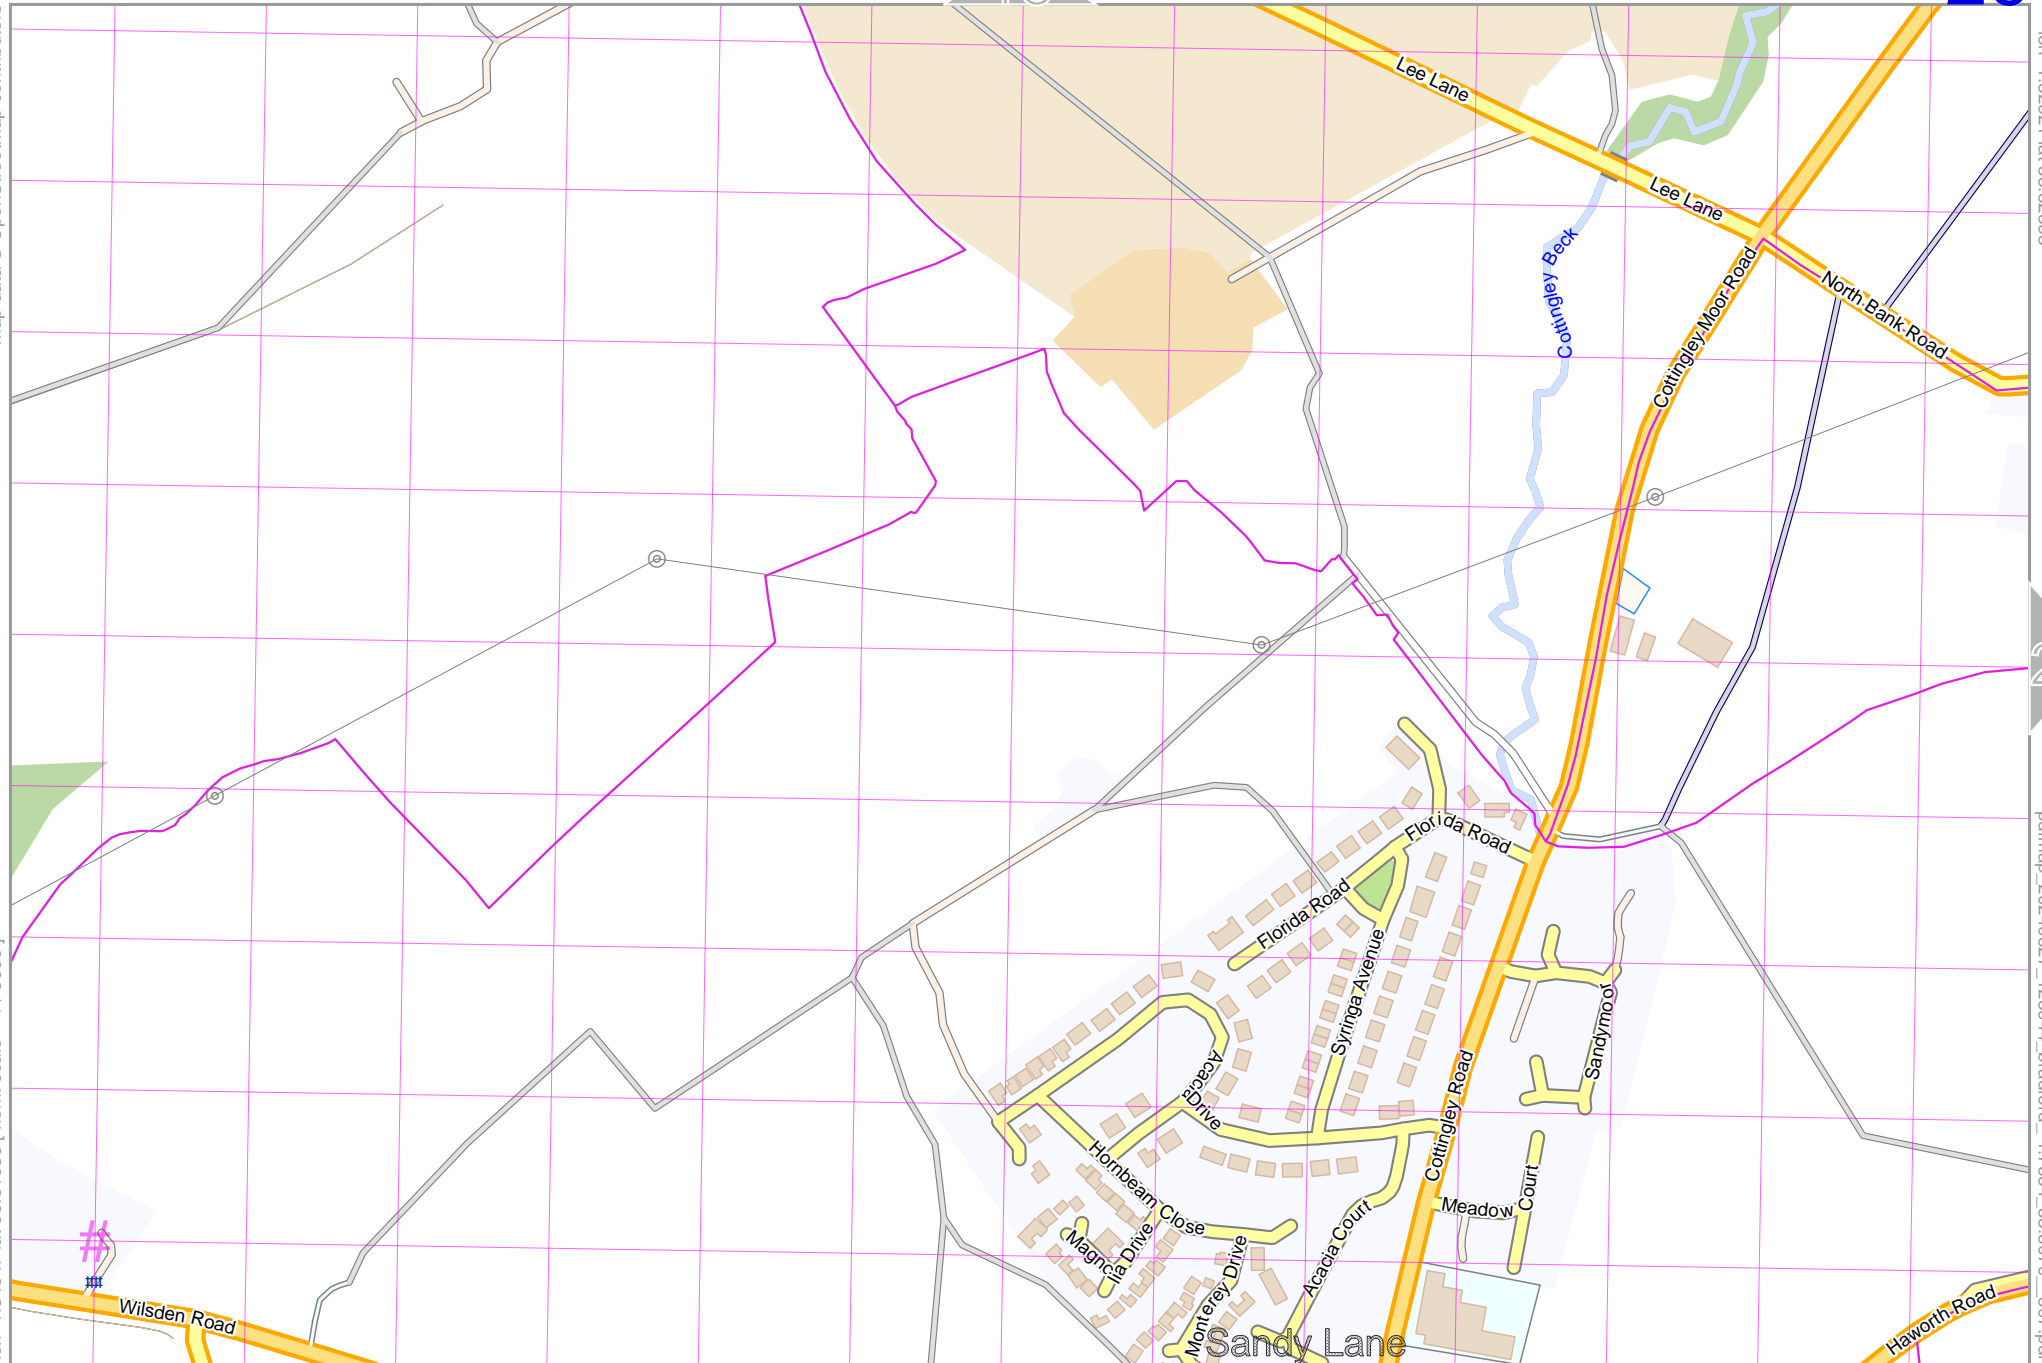 Lee Lane
Lee Lane
Cottingley Beck
Cottingley Moor Road
North Bank Road
Florida Road
Florida Road
Syringa Avenue
Sandymoor
Acacia Drive
Cottingley Road
Hornbeam Close
Meadow Court
Magnolia Drive
Acacia Court
Monterey Drive
Wilsden Road
Haworth Road
Sandy Lane
#